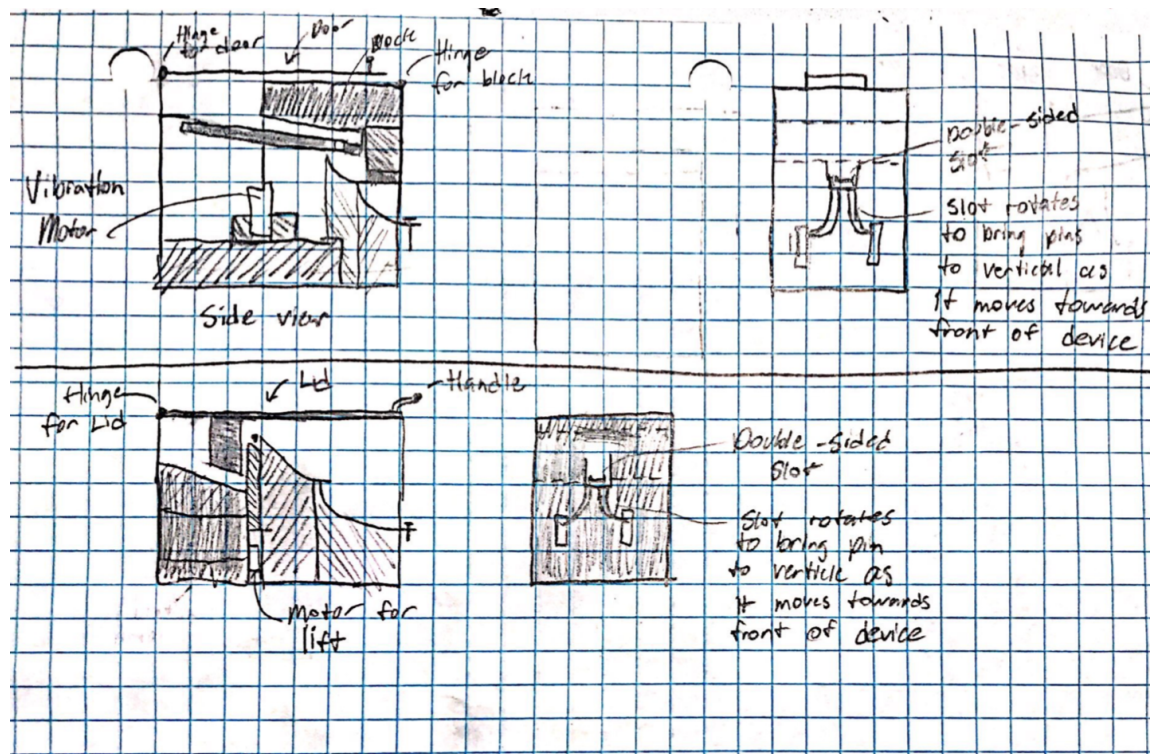 Hinge
to door
Door
Block
Hinge
for block
Vibration
Motor
Side view
Double-sided
Slot
Slot rotates
to bring pins
to vertical as
It moves towards
front of device
Hinge
for Lid
Lid
Handle
Motor for
lift
Double-sided
Slot
Slot rotates
to bring pin
to verticle as
It moves towards
front of device